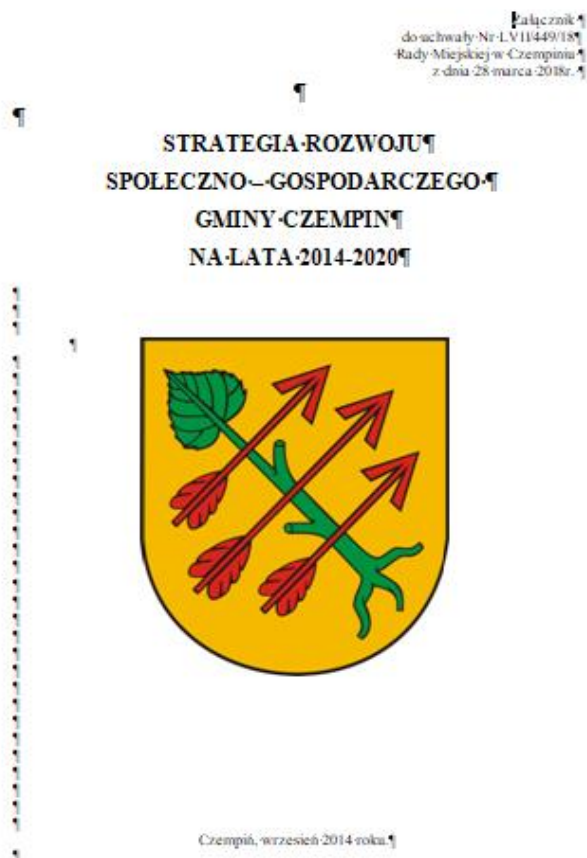 Załącznik
do uchwały Nr LVII/449/18
Rady Miejskiej w Czempiniu
z dnia 28 marca 2018r.
STRATEGIA ROZWOJU
SPOŁECZNO – GOSPODARCZEGO
GMINY CZEMPIŃ
NA LATA 2014-2020
Czempiń, wrzesień 2014 roku.